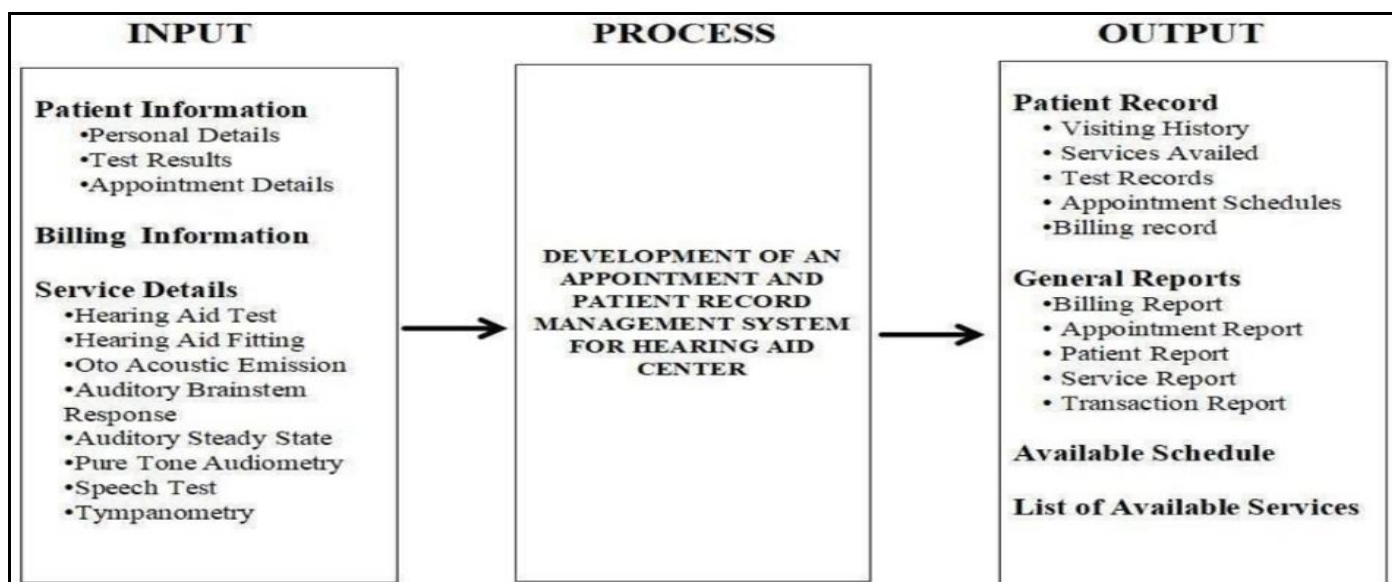 INPUT
Patient Information
•Personal Details
•Test Results
•Appointment Details
Billing Information
Service Details
•Hearing Aid Test
•Hearing Aid Fitting
•Oto Acoustic Emission
•Auditory Brainstem
Response
•Auditory Steady State
•Pure Tone Audiometry
•Speech Test
•Tympanometry
PROCESS
DEVELOPMENT OF AN
APPOINTMENT AND
PATIENT RECORD
MANAGEMENT SYSTEM
FOR HEARING AID
CENTER
OUTPUT
Patient Record
• Visiting History
• Services Availed
• Test Records
• Appointment Schedules
•Billing record
General Reports
•Billing Report
• Appointment Report
• Patient Report
• Service Report
• Transaction Report
Available Schedule
List of Available Services